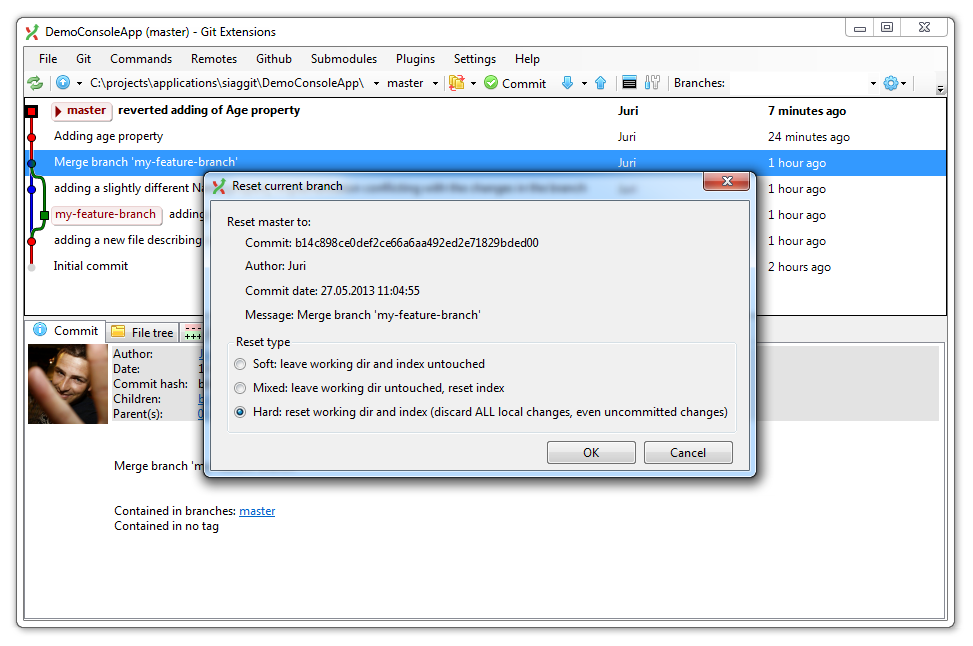 DemoConsoleApp (master) - Git Extensions
File Git Commands Remotes Github Submodules Plugins Settings Help
C:\projects\applications\siaggit\DemoConsoleApp\ master Commit Branches:
master reverted adding of Age property Juri 7 minutes ago
Adding age property Juri 24 minutes ago
Merge branch 'my-feature-branch' Juri 1 hour ago
adding a slightly different 1 hour ago
my-feature-branch adding 1 hour ago
adding a new file describing 1 hour ago
Initial commit 2 hours ago
Reset current branch
Reset master to:
Commit: b14c898ce0def2ce66a6aa492ed2e71829bded00
Author: Juri
Commit date: 27.05.2013 11:04:55
Message: Merge branch 'my-feature-branch'
Reset type
Soft: leave working dir and index untouched
Mixed: leave working dir untouched, reset index
Hard: reset working dir and index (discard ALL local changes, even uncommitted changes)
OK Cancel
Commit File tree
Author:
Date:
Commit hash:
Children:
Parent(s):
Merge branch
Contained in branches: master
Contained in no tag